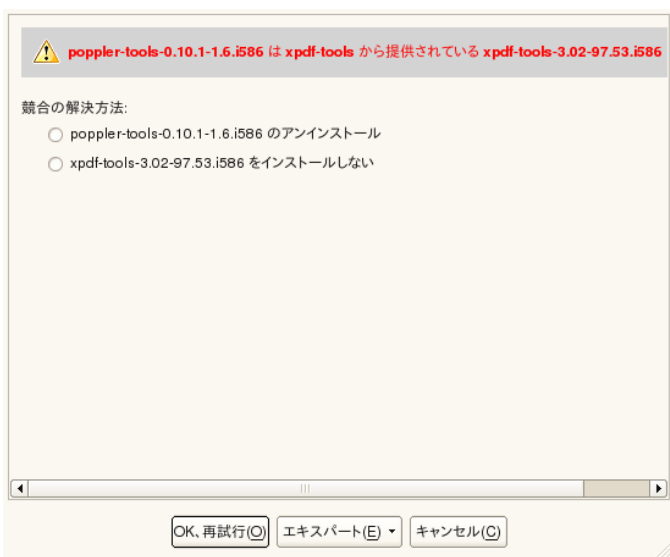 poppler-tools-0.10.1-1.6.i586 は xpdf-tools から提供されている xpdf-tools-3.02-97.53.i586
競合の解決方法:
poppler-tools-0.10.1-1.6.i586 のアンインストール
xpdf-tools-3.02-97.53.i586 をインストールしない
OK、再試行(O) エキスパート(E) キャンセル(C)